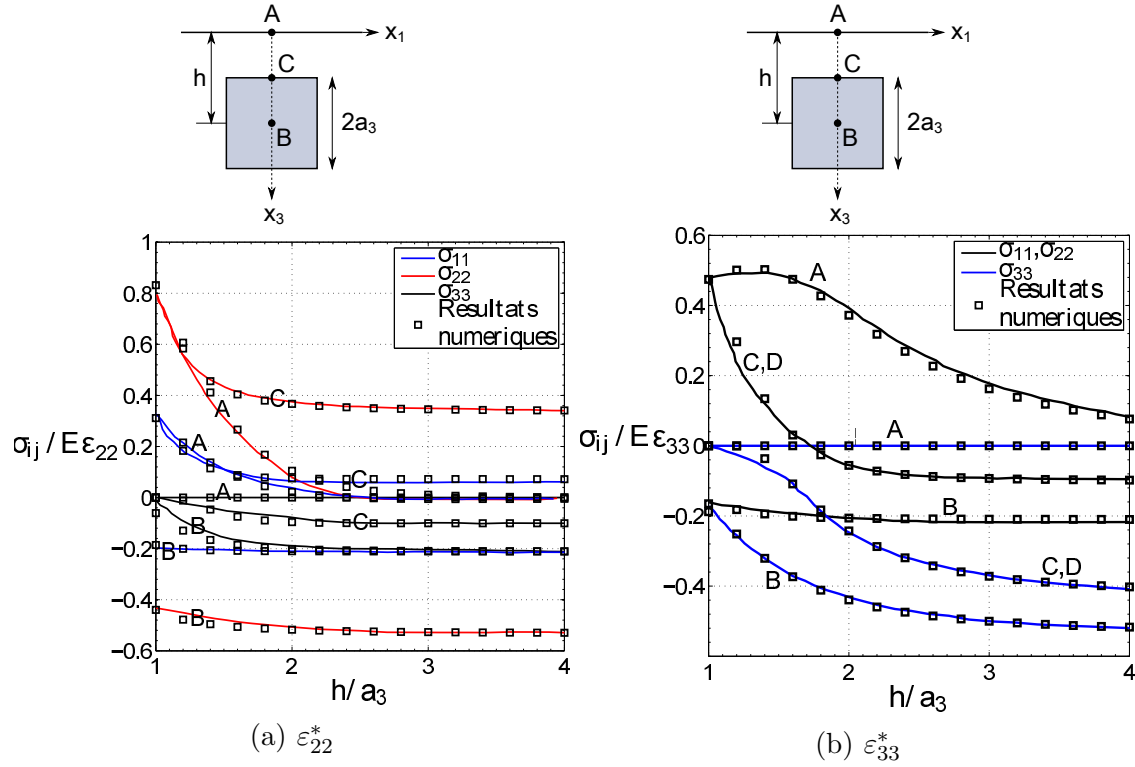 A
x1
h
C
B
2a3
x3
A
x1
h
C
B
2a3
x3
1
0.8
0.6
0.4
0.2
0
−0.2
−0.4
−0.6
σij / Eε22
σ11
σ22
σ33
Resultats
numeriques
C
A
A
C
A
C
B
B
B
1
2
3
4
h/ a3
(a) ε*22
0.6
0.4
0.2
0
−0.2
−0.4
σij / Eε33
σ11,σ22
σ33
Resultats
numeriques
A
C,D
A
B
C,D
B
1
2
3
4
h/ a3
(b) ε*33